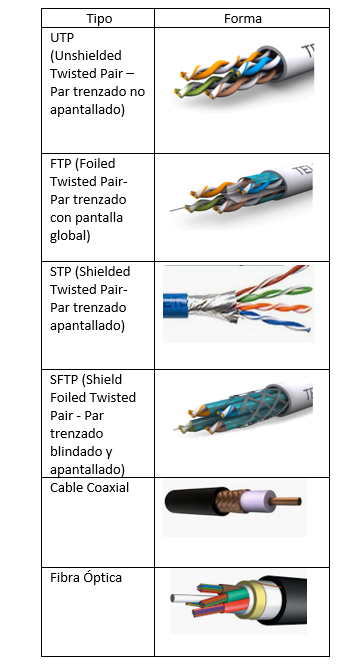 Tipo
Forma
UTP
(Unshielded
Twisted Pair –
Par trenzado no
apantallado)
FTP (Foiled
Twisted Pair-
Par trenzado
con pantalla
global)
STP (Shielded
Twisted Pair-
Par trenzado
apantallado)
SFTP (Shield
Foiled Twisted
Pair - Par
trenzado
blindado y
apantallado)
Cable Coaxial
Fibra Óptica